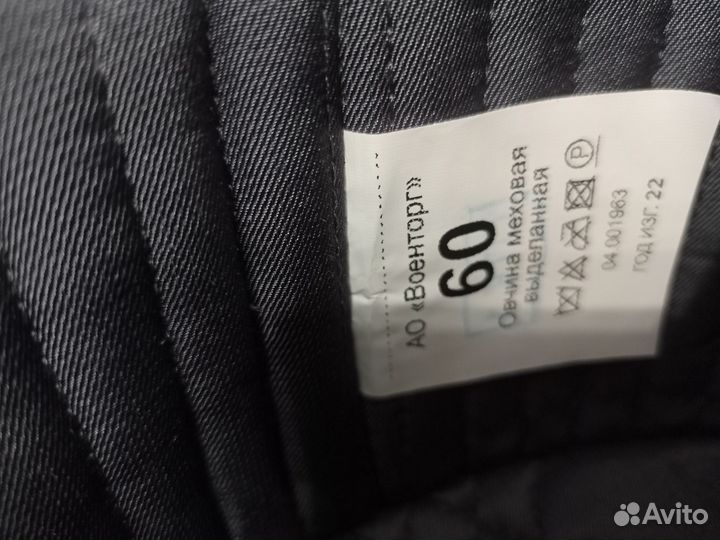 АО «Военторг»
60
Овчина меховая
выделанная
P
04 001963
год изг. 22
Avito